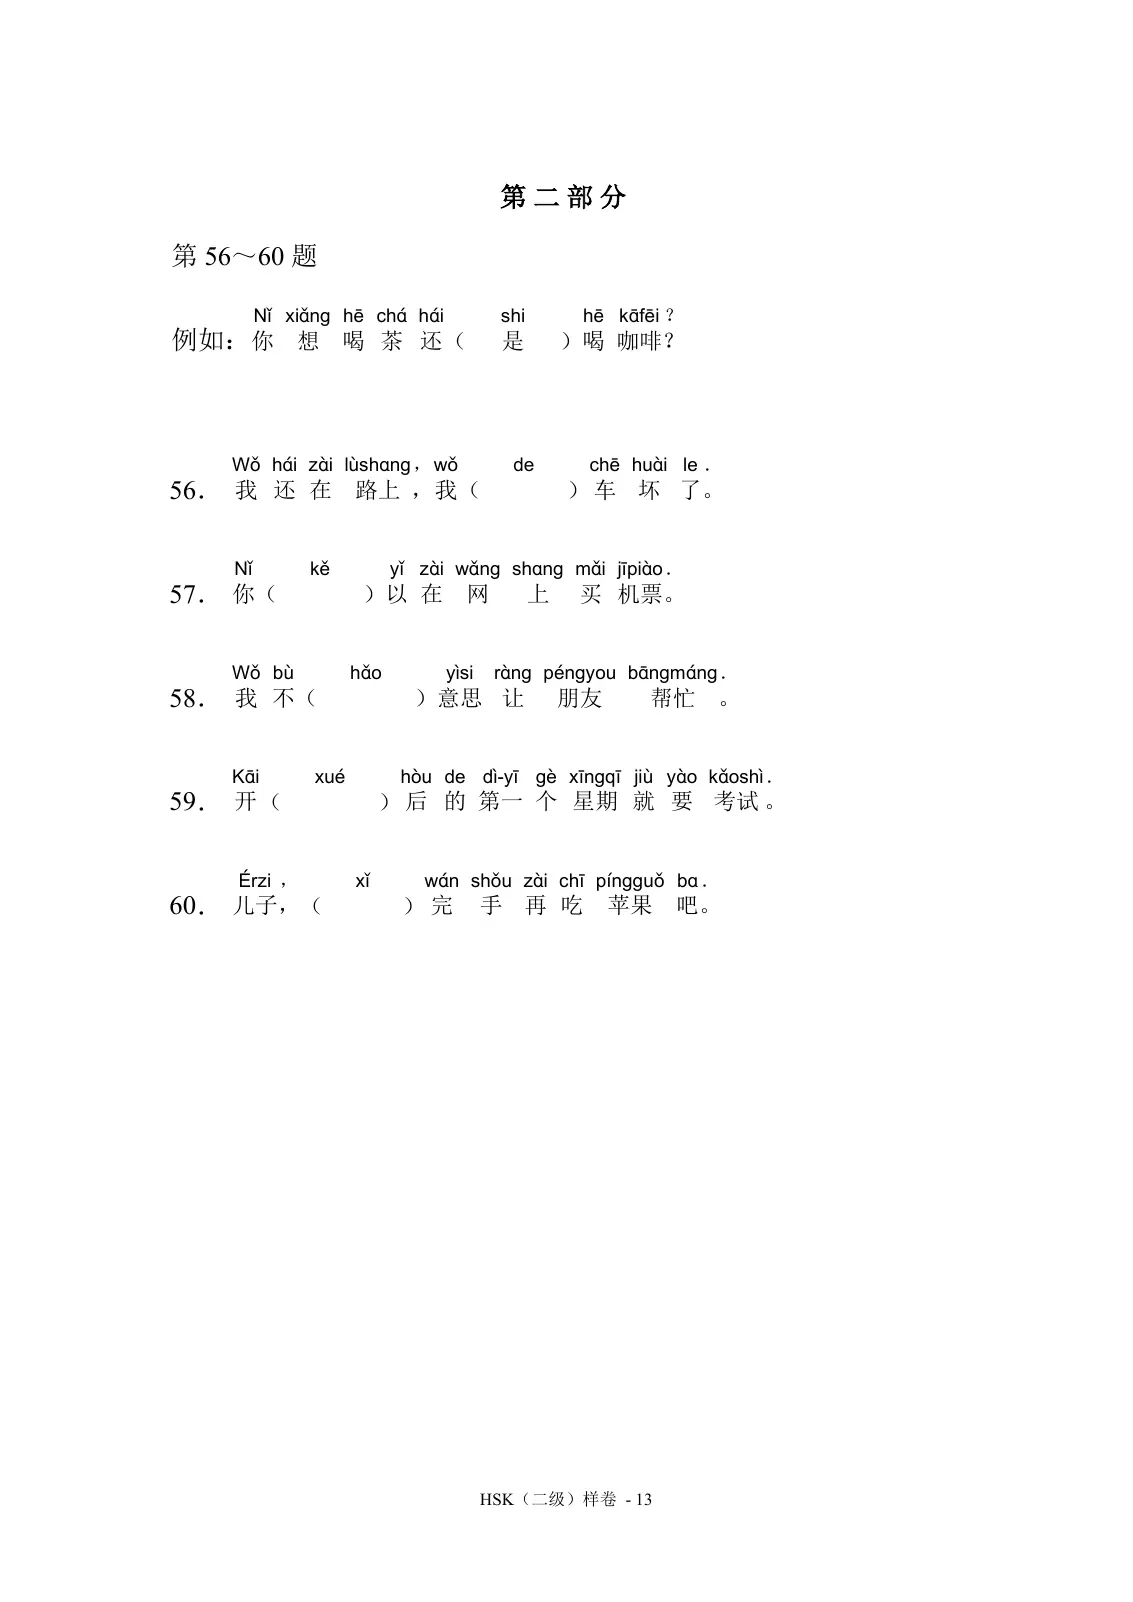 第二部分
第 56～60 题
Nǐ xiǎng hē chá hái shi hē kāfēi？
例如：你 想 喝 茶 还（ 是 ）喝 咖啡？
Wǒ hái zài lùshang，wǒ de chē huài le．
56． 我 还 在 路上 ，我（ ）车 坏 了。
Nǐ kě yǐ zài wǎng shang mǎi jīpiào．
57． 你（ ）以 在 网 上 买 机票。
Wǒ bù hǎo yìsi ràng péngyou bāngmáng．
58． 我 不（ ）意思 让 朋友 帮忙 。
Kāi xué hòu de dì-yī gè xīngqī jiù yào kǎoshì．
59． 开（ ）后 的 第一 个 星期 就 要 考试 。
Érzi ， xǐ wán shǒu zài chī píngguǒ ba．
60． 儿子，（ ）完 手 再 吃 苹果 吧。
HSK（二级）样卷 - 13